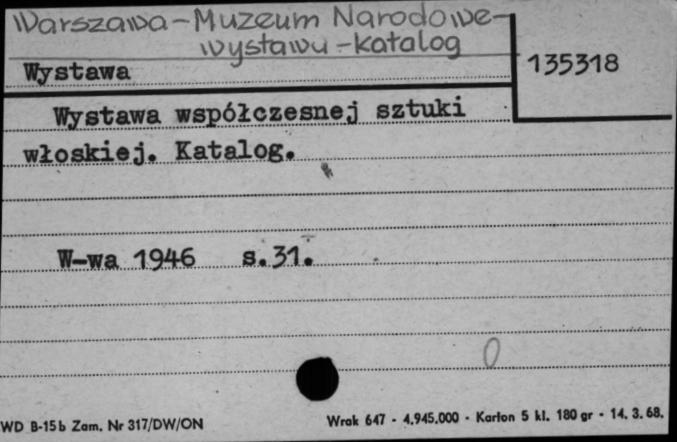 Warszawa-Muzeum Narodowe-
wystawy-katalog
135318
Wystawa
Wystawa współczesnej sztuki
włoskiej. Katalog.
W-wa 1946 s.31.
0
WD B-15b Zam. Nr 317/DW/ON
Wrak 647 - 4.945.000 - Karton 5 kl. 180 gr - 14. 3. 68.